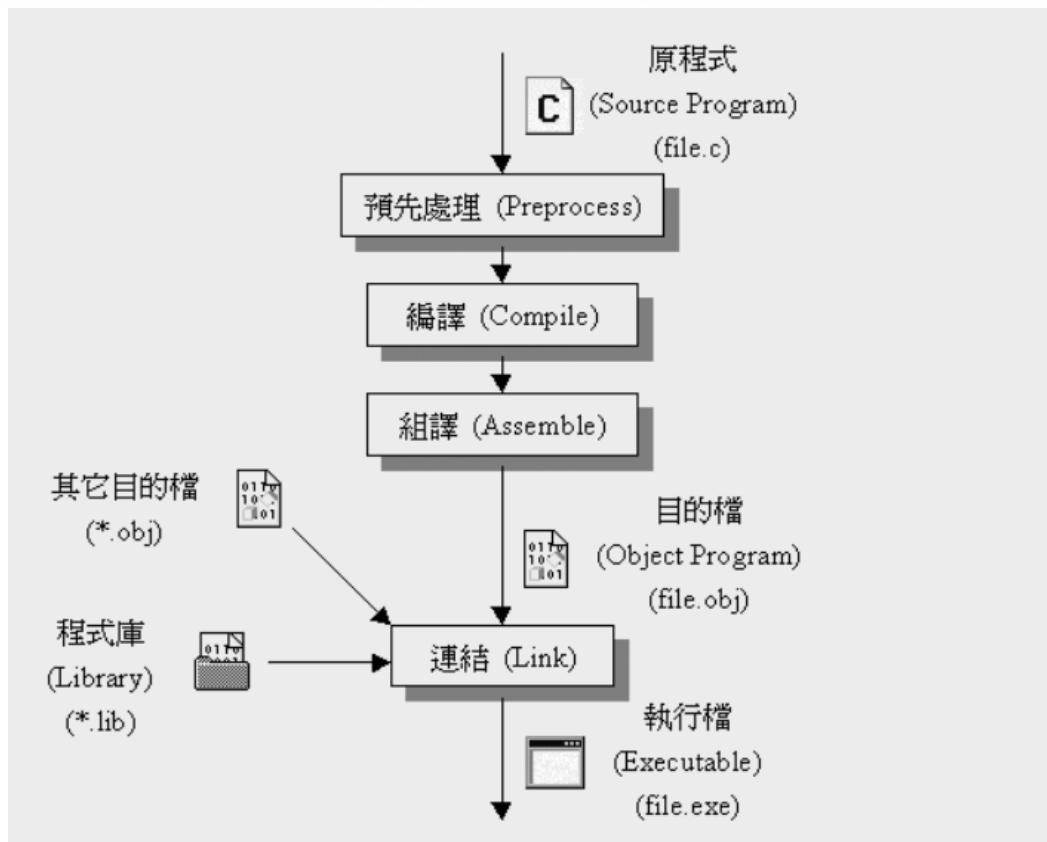 原程式
C
(Source Program)
(file.c)
預先處理 (Preprocess)
編譯 (Compile)
組譯 (Assemble)
其它目的檔
(*.obj)
目的檔
(Object Program)
(file.obj)
程式庫
(Library)
(*.lib)
連結 (Link)
執行檔
(Executable)
(file.exe)